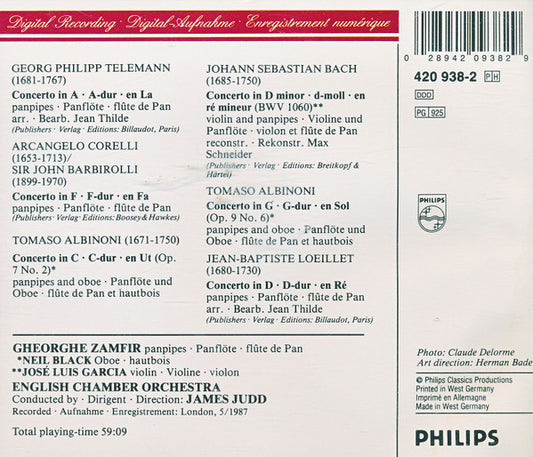 Digital Recording · Digital-Aufnahme · Enregistrement numérique
GEORG PHILIPP TELEMANN
(1681-1767)
Concerto in A · A-dur · en La
panpipes · Panflöte · flûte de Pan
arr. · Bearb. Jean Thilde
(Publishers · Verlag · Editions: Billaudot, Paris)
ARCANGELO CORELLI
(1653-1713)/
SIR JOHN BARBIROLLI
(1899-1970)
Concerto in F · F-dur · en Fa
panpipes · Panflöte · flûte de Pan
(Publishers · Verlag · Editions: Boosey & Hawkes)
TOMASO ALBINONI (1671-1750)
Concerto in C · C-dur · en Ut (Op.
7 No. 2)*
panpipes and oboe · Panflöte und
Oboe · flûte de Pan et hautbois
JOHANN SEBASTIAN BACH
(1685-1750)
Concerto in D minor · d-moll · en
ré mineur (BWV 1060)**
violin and panpipes · Violine und
Panflöte · violon et flûte de Pan
reconstr. · Rekonstr. Max
Schneider
(Publishers · Verlag · Editions: Breitkopf &
Härtel)
TOMASO ALBINONI
Concerto in G · G-dur · en Sol
(Op. 9 No. 6)*
panpipes and oboe · Panflöte und
Oboe · flûte de Pan et hautbois
JEAN-BAPTISTE LOEILLET
(1680-1730)
Concerto in D · D-dur · en Ré
panpipes · Panflöte · flûte de Pan
arr. · Bearb. Jean Thilde
(Publishers · Verlag · Editions: Billaudot, Paris)
GHEORGHE ZAMFIR panpipes · Panflöte · flûte de Pan
*NEIL BLACK Oboe · hautbois
**JOSÉ LUIS GARCIA violin · Violine · violon
ENGLISH CHAMBER ORCHESTRA
Conducted by · Dirigent · Direction: JAMES JUDD
Recorded · Aufnahme · Enregistrement: London, 5/1987
Total playing-time 59:09
0 28942 09382 9
420 938-2 PH
DDD
PG 925
PHILIPS
Photo: Claude Delorme
Art direction: Herman Bade
℗ Philips Classics Productions
Printed in West Germany
Imprimé en Allemagne
Made in West Germany
PHILIPS